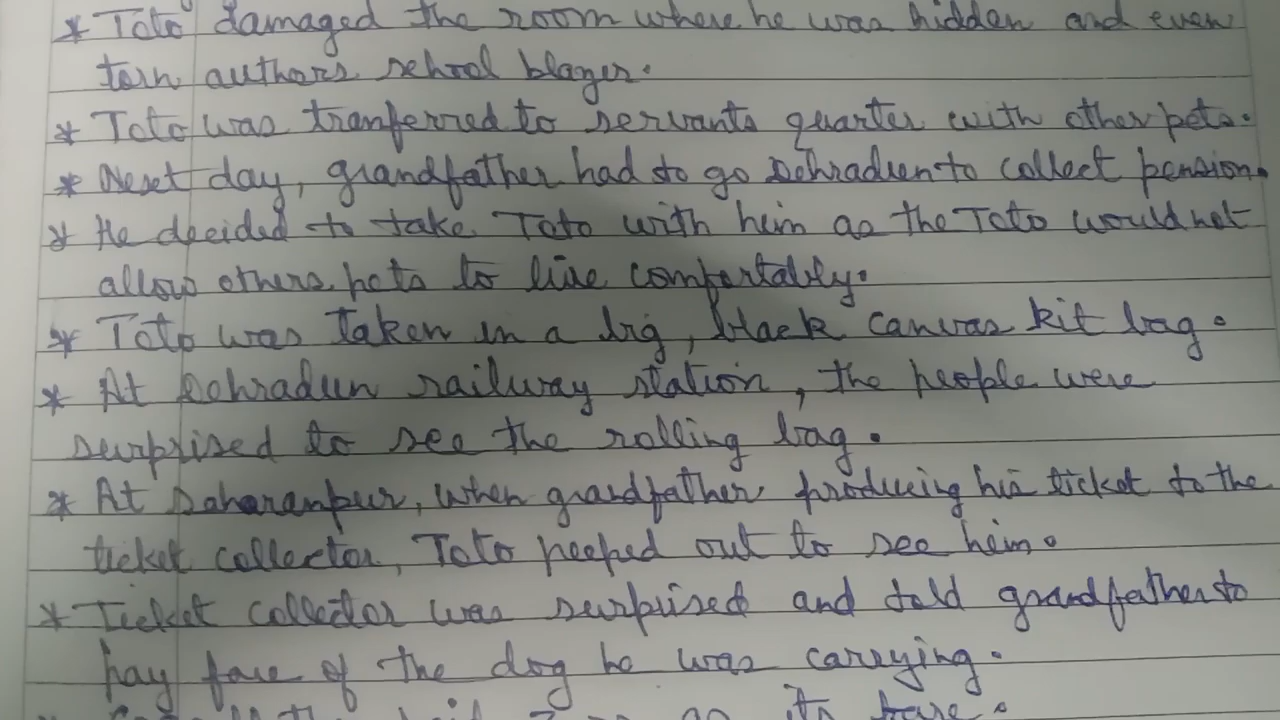 * Toto damaged the room where he was hidden and even
torn authors school blazer.
* Toto was tranferred to servants quarter with other pets.
* Next day, grandfather had to go Dehraduen to collect pension.
* He decided to take Toto with him as the Toto would not
allow others pets to live comfortably.
* Toto was taken in a big, black canvas kit bag.
* At Dehradun railway station, the people were
surprised to see the rolling bag.
* At Saharanpur, when grandfather producing his ticket to the
ticket collector, Toto peeped out to see him.
* Ticket collector was surprised and told grandfather to
pay fare of the dog he was carrying.
as its